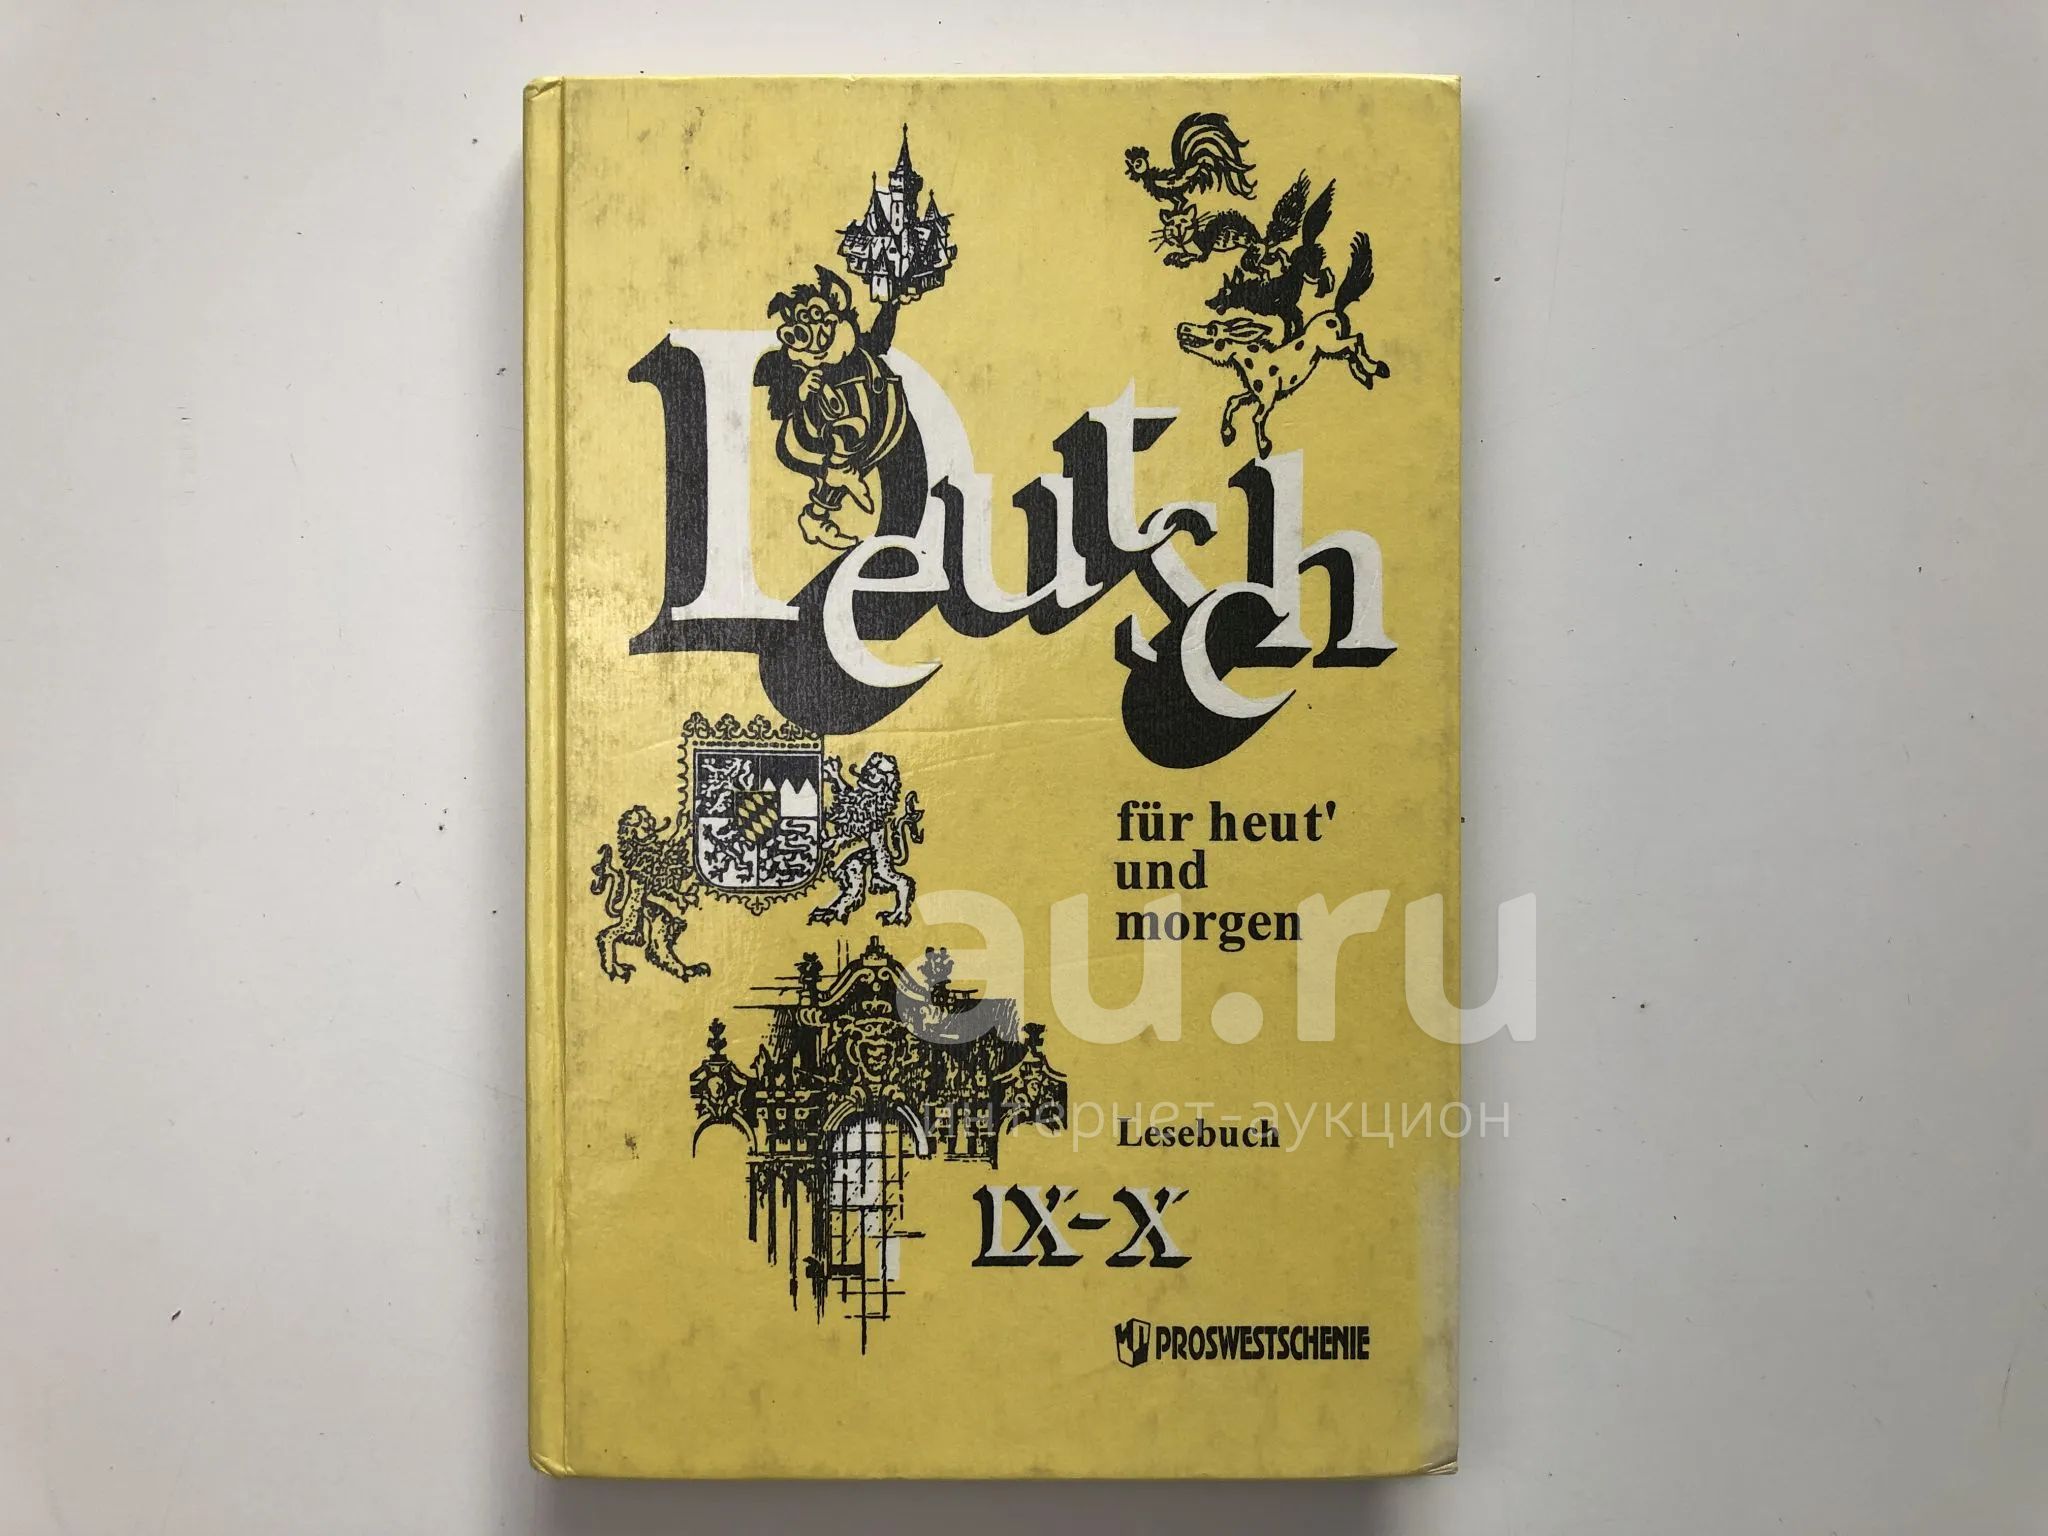 Deutsch
für heut'
und
morgen
au.ru
интернет-аукцион
Lesebuch
IX-X
PROSWESTSCHENIE